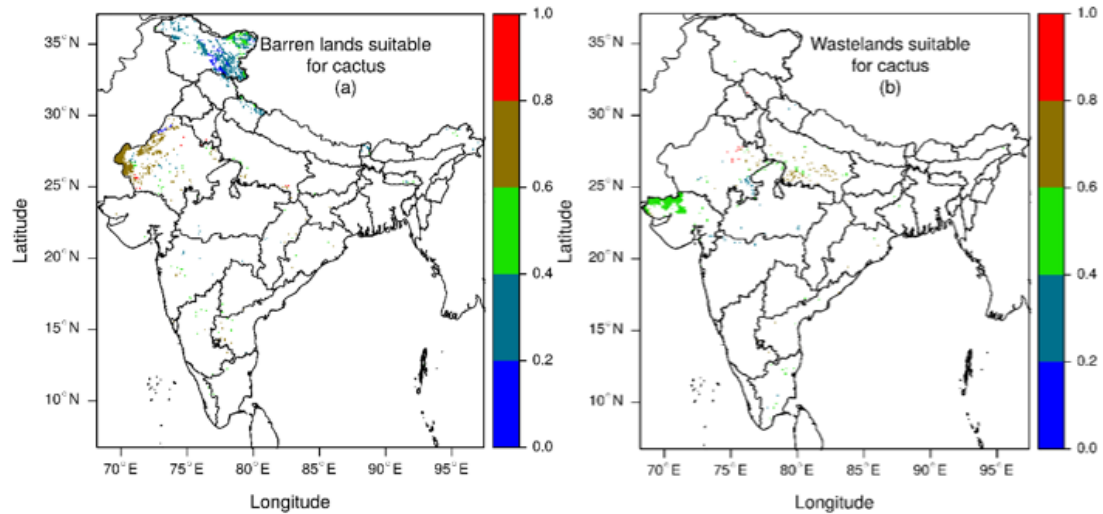 Barren lands suitable
for cactus
(a)
35°N
30°N
25°N
20°N
15°N
10°N
Latitude
70°E 75°E 80°E 85°E 90°E 95°E
Longitude
1.0
0.8
0.6
0.4
0.2
0.0
Wastelands suitable
for cactus
(b)
35°N
30°N
25°N
20°N
15°N
10°N
Latitude
70°E 75°E 80°E 85°E 90°E 95°E
Longitude
1.0
0.8
0.6
0.4
0.2
0.0